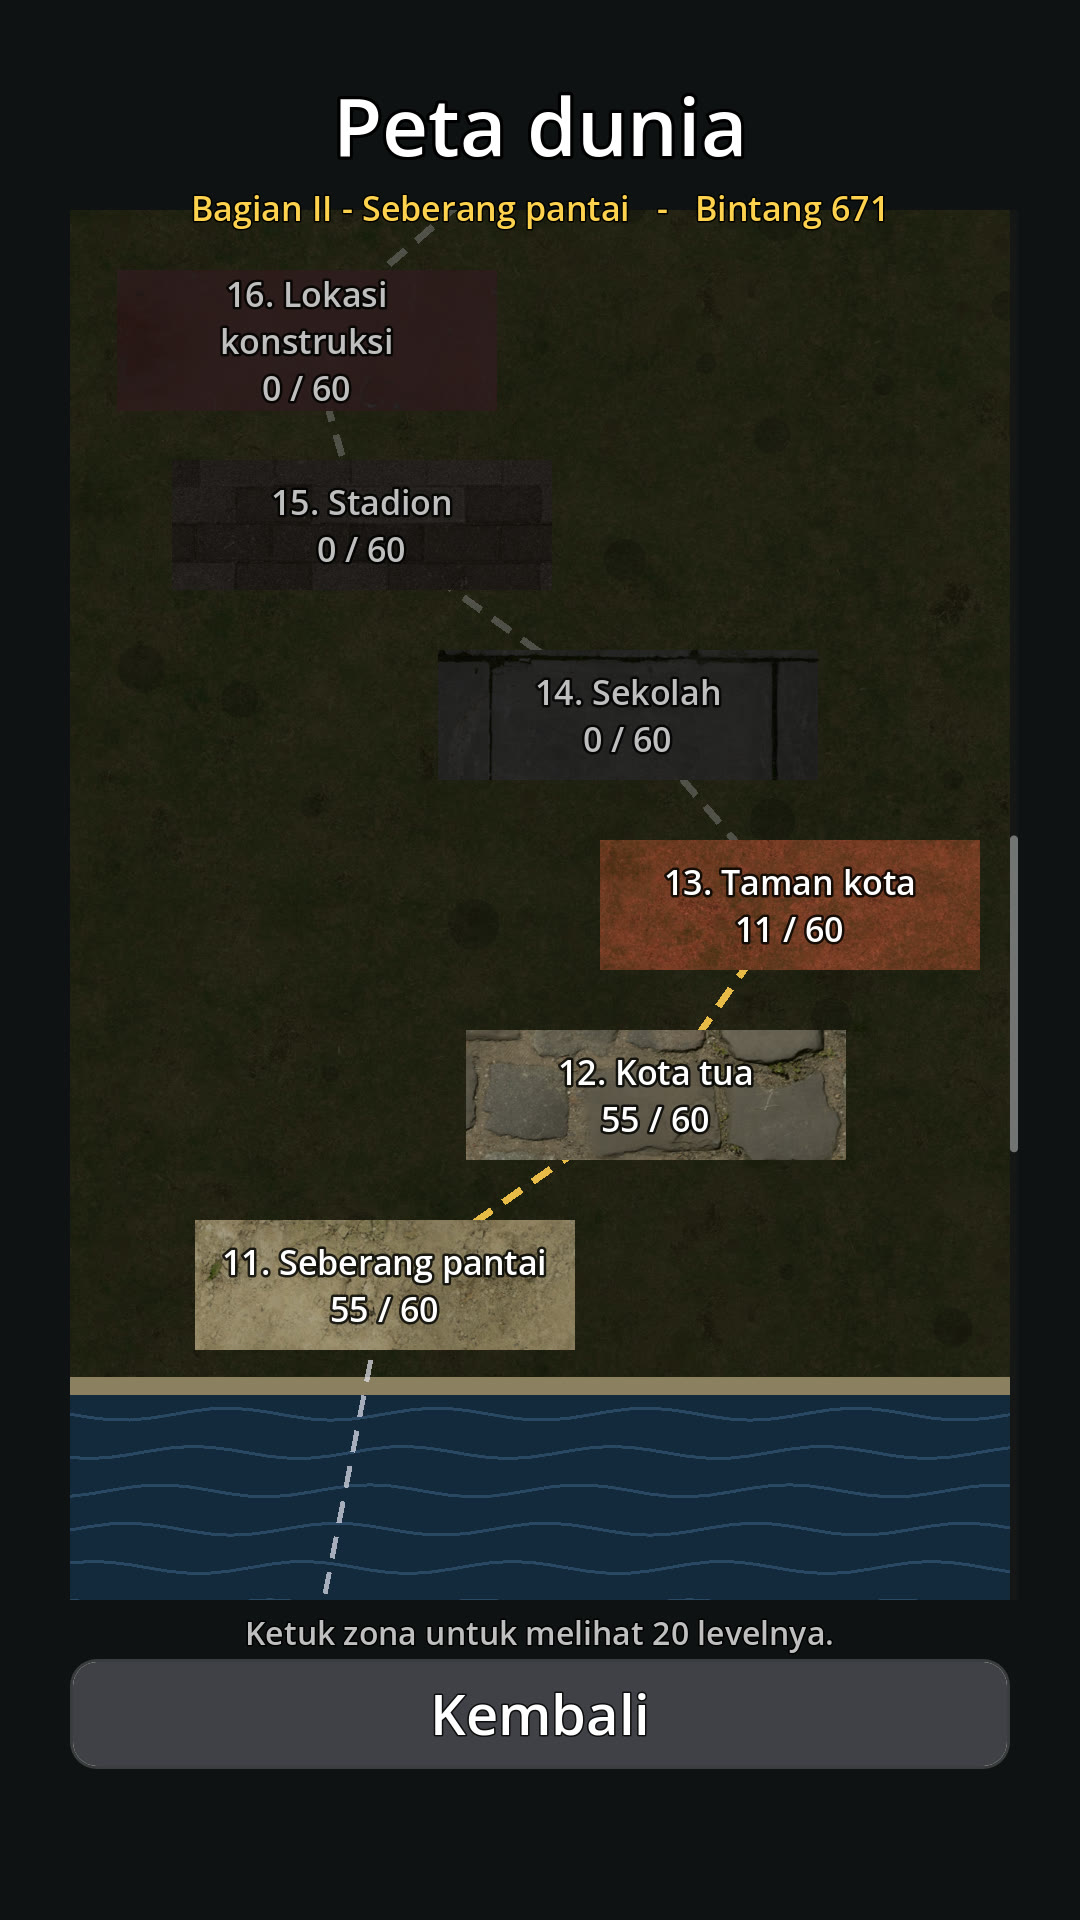 Peta dunia
Bagian II - Seberang pantai - Bintang 671
16. Lokasi
konstruksi
0 / 60
15. Stadion
0 / 60
14. Sekolah
0 / 60
13. Taman kota
11 / 60
12. Kota tua
55 / 60
11. Seberang pantai
55 / 60
Ketuk zona untuk melihat 20 levelnya.
Kembali